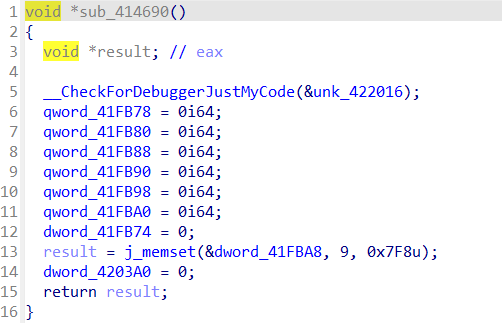 1 void *sub_414690()
2 {
3 void *result; // eax
4
5 __CheckForDebuggerJustMyCode(&unk_422016);
6 qword_41FB78 = 0i64;
7 qword_41FB80 = 0i64;
8 qword_41FB88 = 0i64;
9 qword_41FB90 = 0i64;
10 qword_41FB98 = 0i64;
11 qword_41FBA0 = 0i64;
12 dword_41FB74 = 0;
13 result = j_memset(&dword_41FBA8, 9, 0x7F8u);
14 dword_4203A0 = 0;
15 return result;
16 }